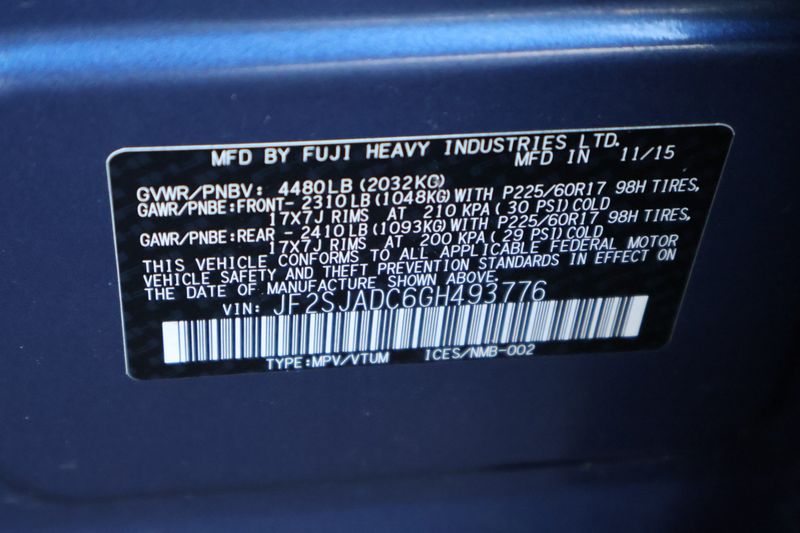 MFD BY FUJI HEAVY INDUSTRIES LTD.
MFD IN 11/15
GVWR/PNBV: 4480LB(2032KG)
GAWR/PNBE:FRONT- 2310LB(1048KG)WITH P225/60R17 98H TIRES,
17X7J RIMS AT 210 KPA( 30 PSI)COLD
GAWR/PNBE:REAR - 2410LB(1093KG)WITH P225/60R17 98H TIRES,
17X7J RIMS AT 200 KPA( 29 PSI)COLD
THIS VEHICLE CONFORMS TO ALL APPLICABLE FEDERAL MOTOR
VEHICLE SAFETY AND THEFT PREVENTION STANDARDS IN EFFECT ON
THE DATE OF MANUFACTURE SHOWN ABOVE.
VIN: JF2SJADC6GH493776
TYPE:MPV/VTUM ICES/NMB-002